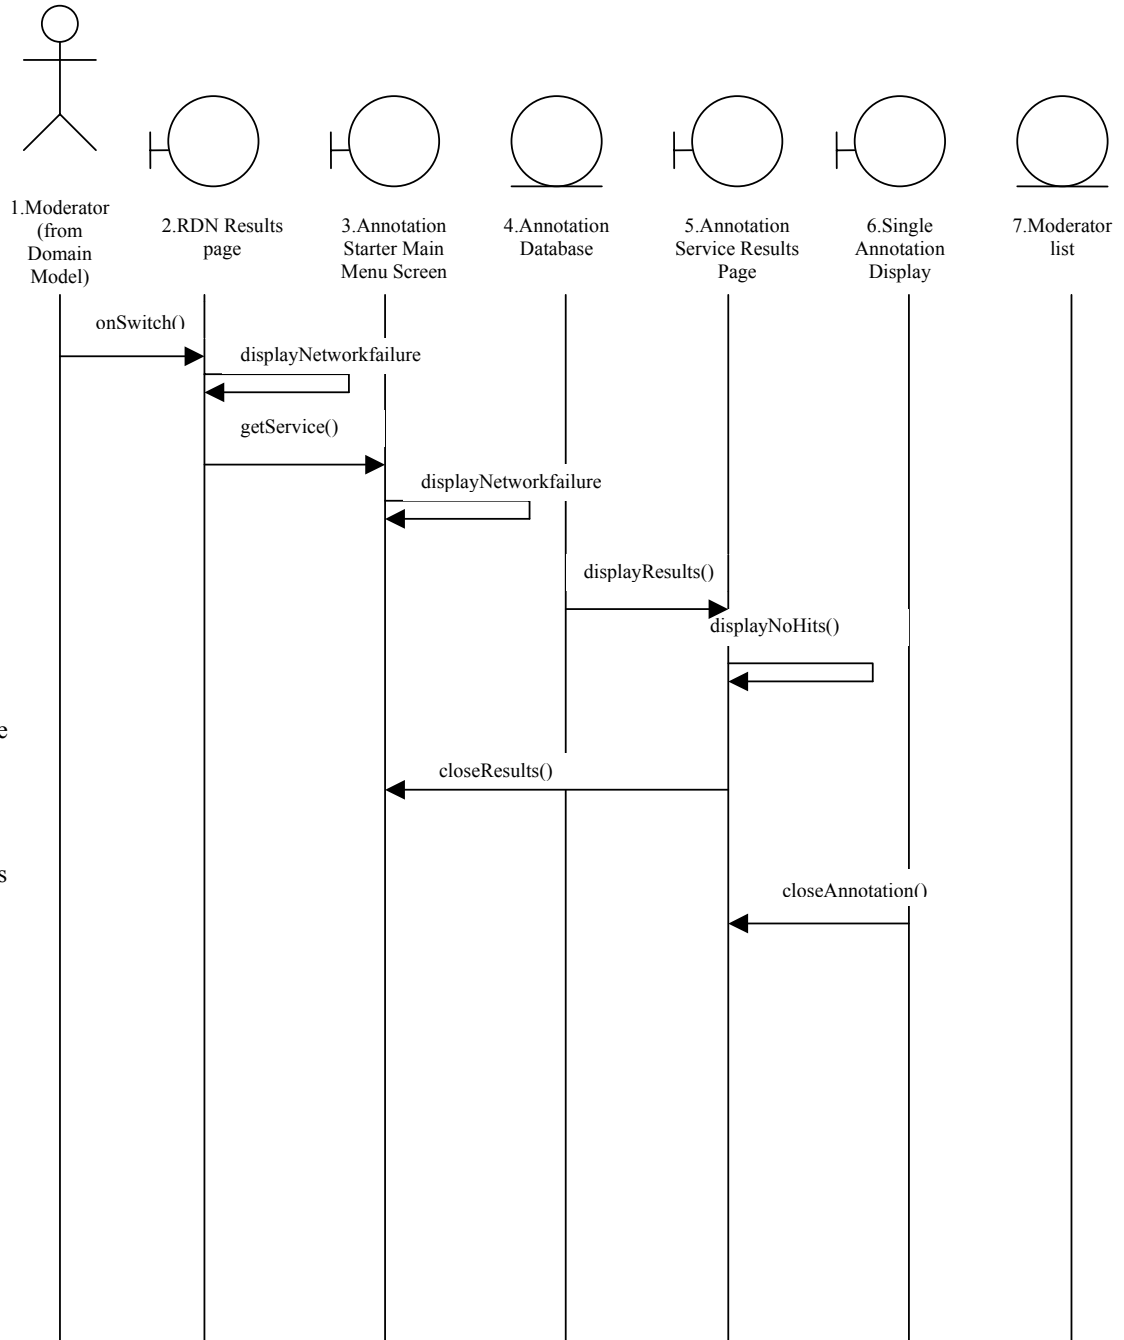 1.Moderator
(from
Domain
Model)
2.RDN Results
page
3.Annotation
Starter Main
Menu Screen
4.Annotation
Database
5.Annotation
Service Results
Page
6.Single
Annotation
Display
7.Moderator
list
onSwitch()
displayNetworkfailure
getService()
displayNetworkfailure
displayResults()
displayNoHits()
e
closeResults()
s
closeAnnotation()